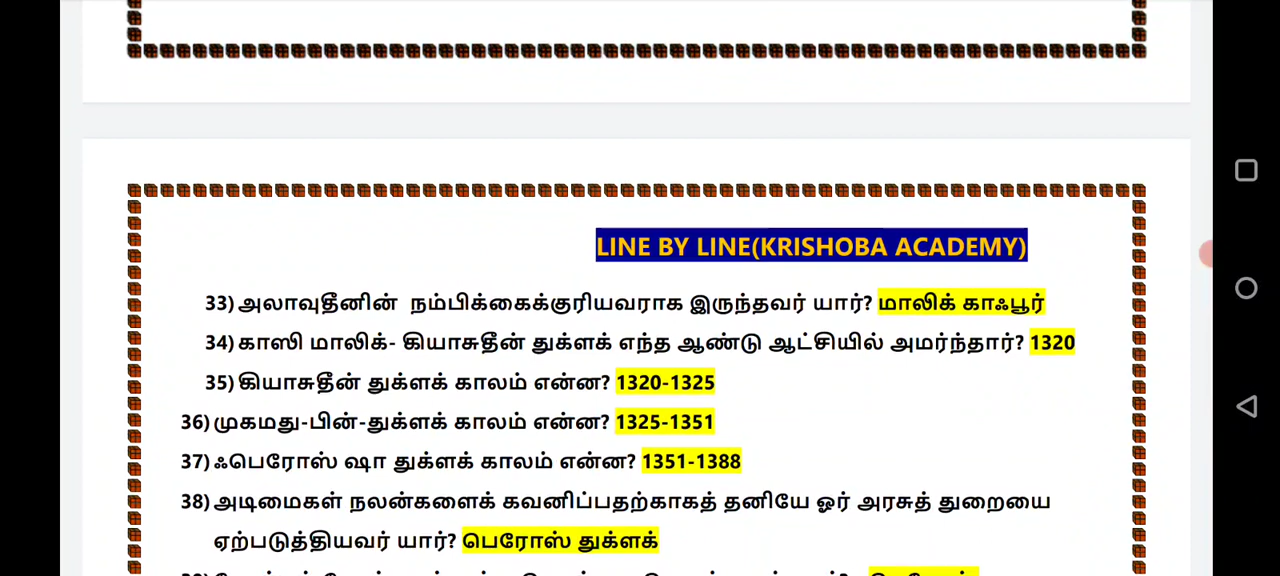 LINE BY LINE(KRISHOBA ACADEMY)
33) அலாவுதீனின் நம்பிக்கைக்குரியவராக இருந்தவர் யார்? மாலிக் காஃபூர்
34) காஸி மாலிக்- கியாசுதீன் துக்ளக் எந்த ஆண்டு ஆட்சியில் அமர்ந்தார்? 1320
35) கியாசுதீன் துக்ளக் காலம் என்ன? 1320-1325
36) முகமது-பின்-துக்ளக் காலம் என்ன? 1325-1351
37) ஃபெரோஸ் ஷா துக்ளக் காலம் என்ன? 1351-1388
38) அடிமைகள் நலன்களைக் கவனிப்பதற்காகத் தனியே ஓர் அரசுத் துறையை
ஏற்படுத்தியவர் யார்? பெரோஸ் துக்ளக்